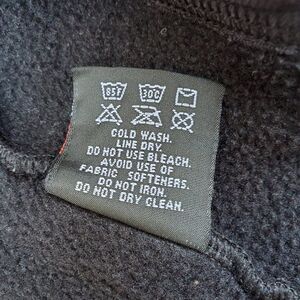 85F 30C
COLD WASH.
LINE DRY.
DO NOT USE BLEACH.
AVOID USE OF
FABRIC SOFTENERS.
DO NOT IRON.
DO NOT DRY CLEAN.